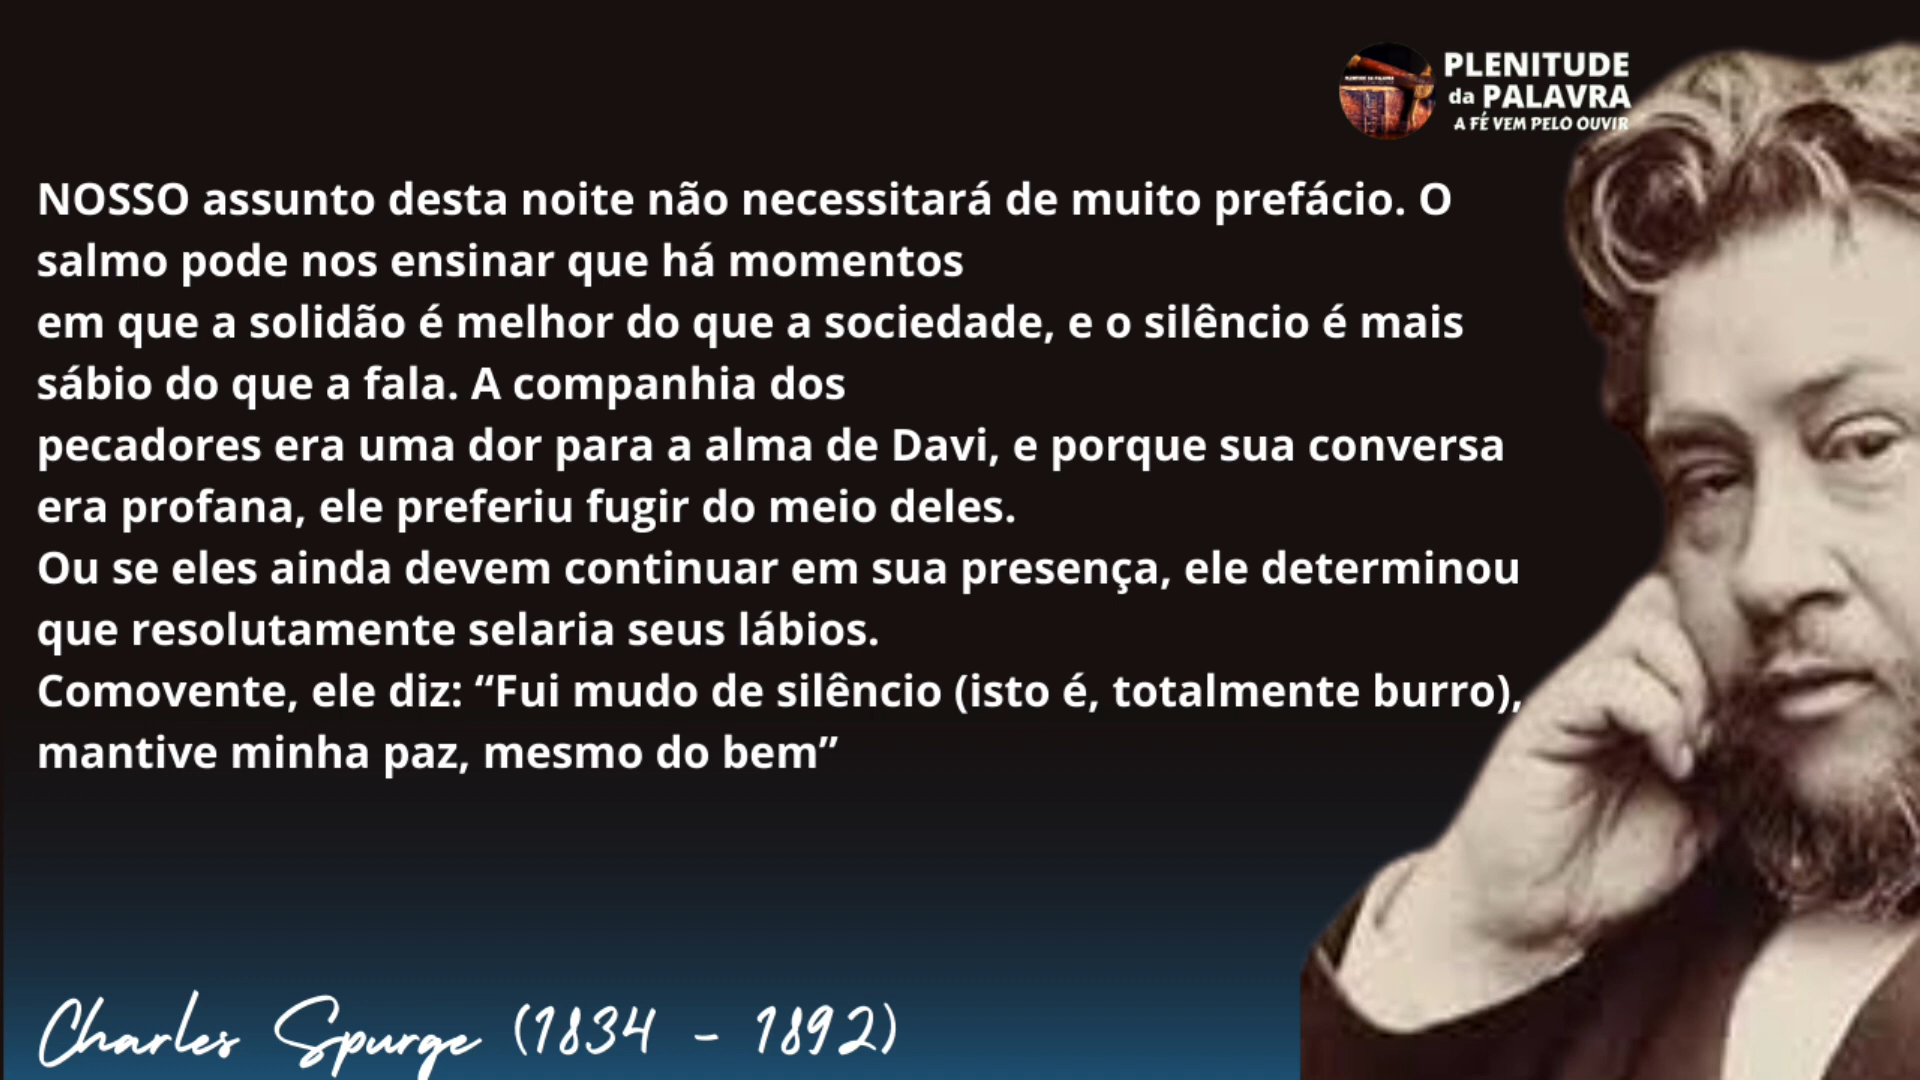 PLENITUDE
da PALAVRA
A FÉ VEM PELO OUVIR
NOSSO assunto desta noite não necessitará de muito prefácio. O
salmo pode nos ensinar que há momentos
em que a solidão é melhor do que a sociedade, e o silêncio é mais
sábio do que a fala. A companhia dos
pecadores era uma dor para a alma de Davi, e porque sua conversa
era profana, ele preferiu fugir do meio deles.
Ou se eles ainda devem continuar em sua presença, ele determinou
que resolutamente selaria seus lábios.
Comovente, ele diz: “Fui mudo de silêncio (isto é, totalmente burro),
mantive minha paz, mesmo do bem”
Charles Spurge (1834 - 1892)